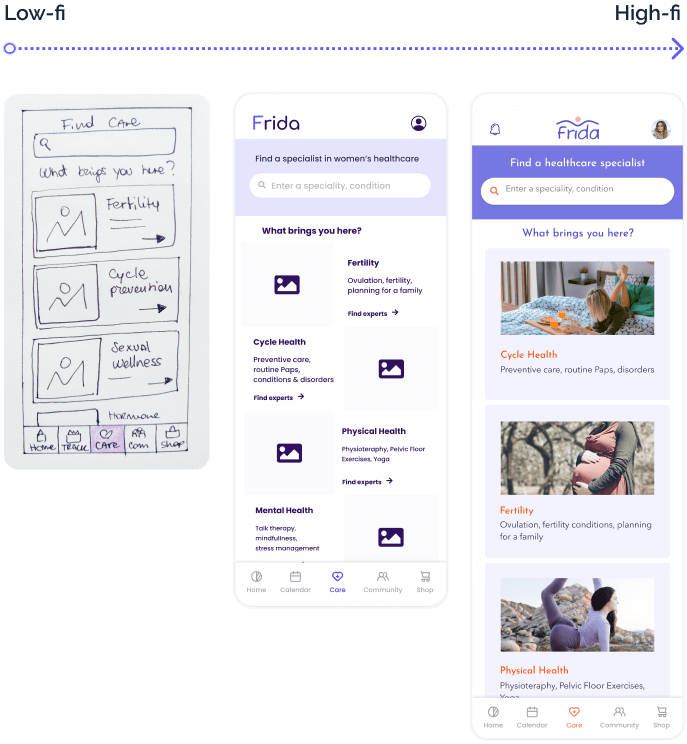 Low-fi
High-fi
Find CARE
What brings you here?
Fertility
Cycle
prevention
Sexual
Wellness
Hormone
Home
TRACK
CARE
Com
Shop
Frida
Find a specialist in women's healthcare
Enter a speciality, condition
What brings you here?
Fertility
Ovulation, fertility,
planning for a family
Find experts
Cycle Health
Preventive care,
routine Paps,
conditions & disorders
Find experts
Physical Health
Physioteraphy, Pelvic Floor
Exercises, Yoga
Find experts
Mental Health
Talk therapy,
mindfullness,
stress management
Home
Calendar
Care
Community
Shop
Frida
Find a healthcare specialist
Enter a speciality, condition
What brings you here?
Cycle Health
Preventive care, routine Paps, disorders
Fertility
Ovulation, fertility conditions, planning
for a family
Physical Health
Physioteraphy, Pelvic Floor Exercises,
Yoga
Home
Calendar
Care
Community
Shop